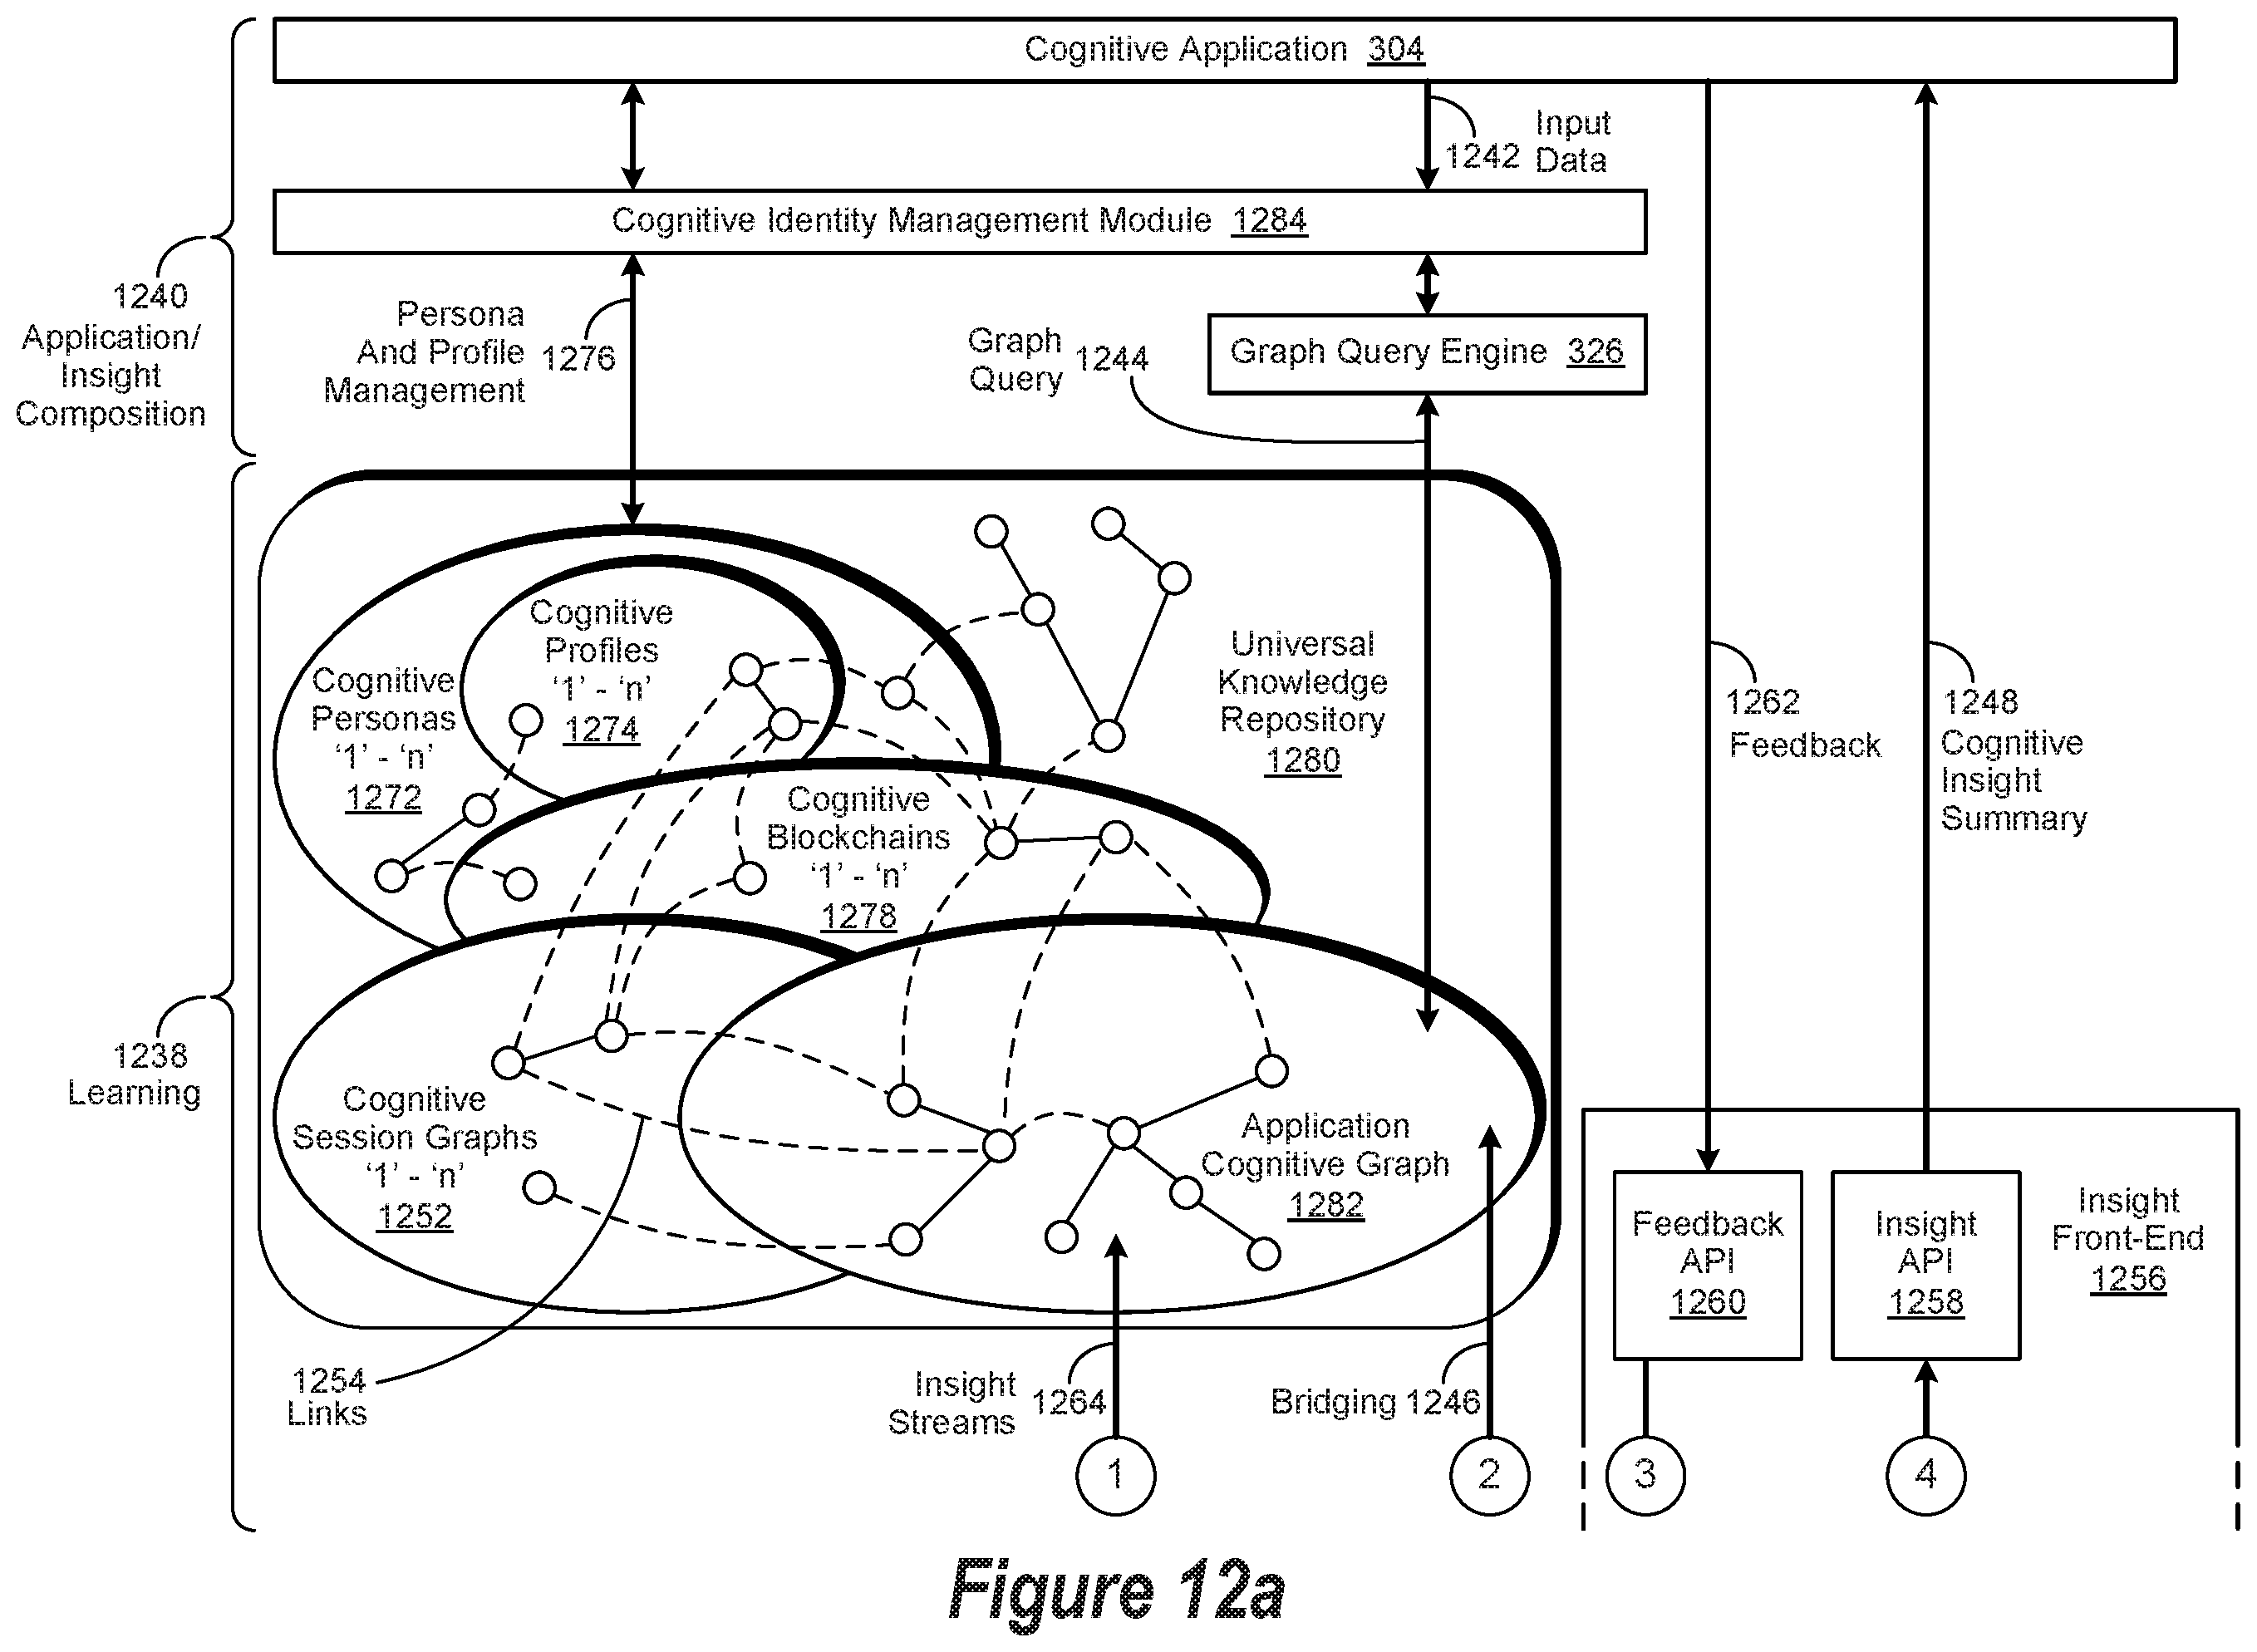 Cognitive Application 304
1242
Input
Data
Cognitive Identity Management Module 1284
1240
Application/
Insight
Composition
Persona
And Profile
Management
1276
Graph
Query
1244
Graph Query Engine 326
Cognitive
Profiles
‘1’ - ‘n’
1274
Cognitive
Personas
‘1’ - ‘n’
1272
Universal
Knowledge
Repository
1280
1262
Feedback
1248
Cognitive
Insight
Summary
Cognitive
Blockchains
‘1’ - ‘n’
1278
1238
Learning
Cognitive
Session Graphs
‘1’ - ‘n’
1252
Application
Cognitive Graph
1282
Feedback
API
1260
Insight
API
1258
Insight
Front-End
1256
1254
Links
Insight
Streams
1264
Bridging 1246
1
2
3
4
Figure 12a